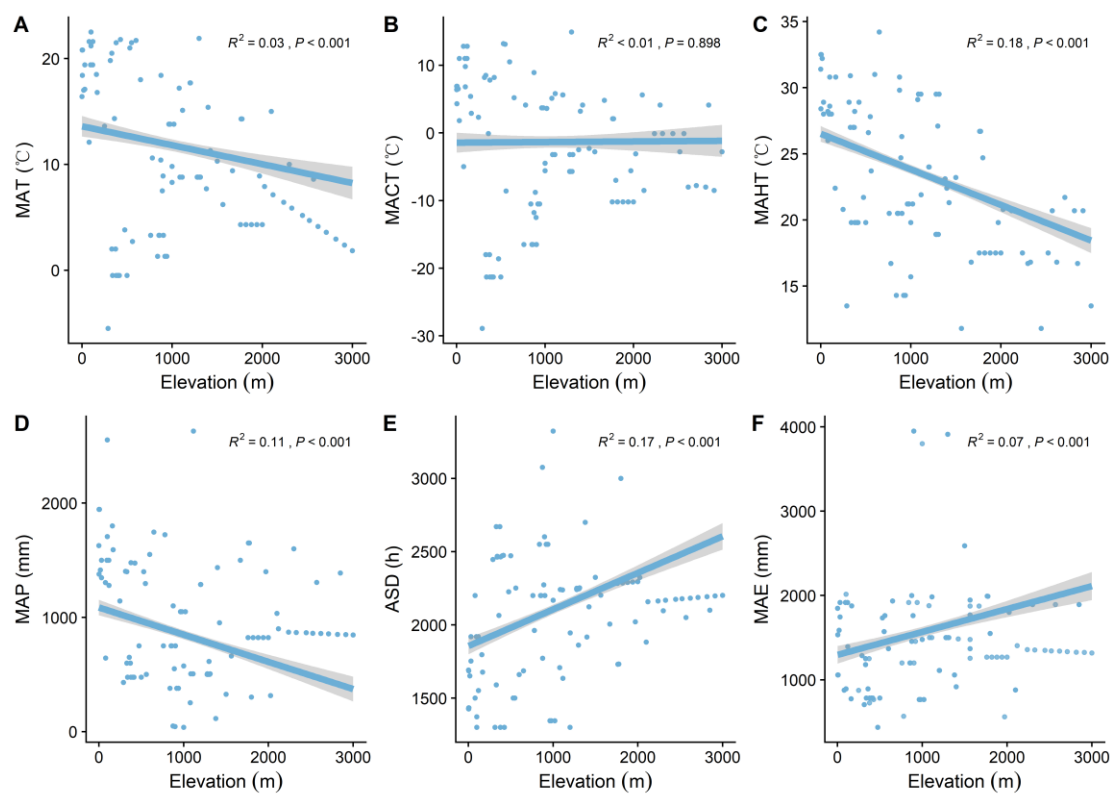 A
R² = 0.03 , P < 0.001
MAT (℃)
20
10
0
0 1000 2000 3000
Elevation (m)
B
R² < 0.01 , P = 0.898
MACT (℃)
10
0
-10
-20
-30
0 1000 2000 3000
Elevation (m)
C
R² = 0.18 , P < 0.001
MAHT (℃)
35
30
25
20
15
0 1000 2000 3000
Elevation (m)
D
R² = 0.11 , P < 0.001
MAP (mm)
2000
1000
0
0 1000 2000 3000
Elevation (m)
E
R² = 0.17 , P < 0.001
ASD (h)
3000
2500
2000
1500
0 1000 2000 3000
Elevation (m)
F
R² = 0.07 , P < 0.001
MAE (mm)
4000
3000
2000
1000
0 1000 2000 3000
Elevation (m)